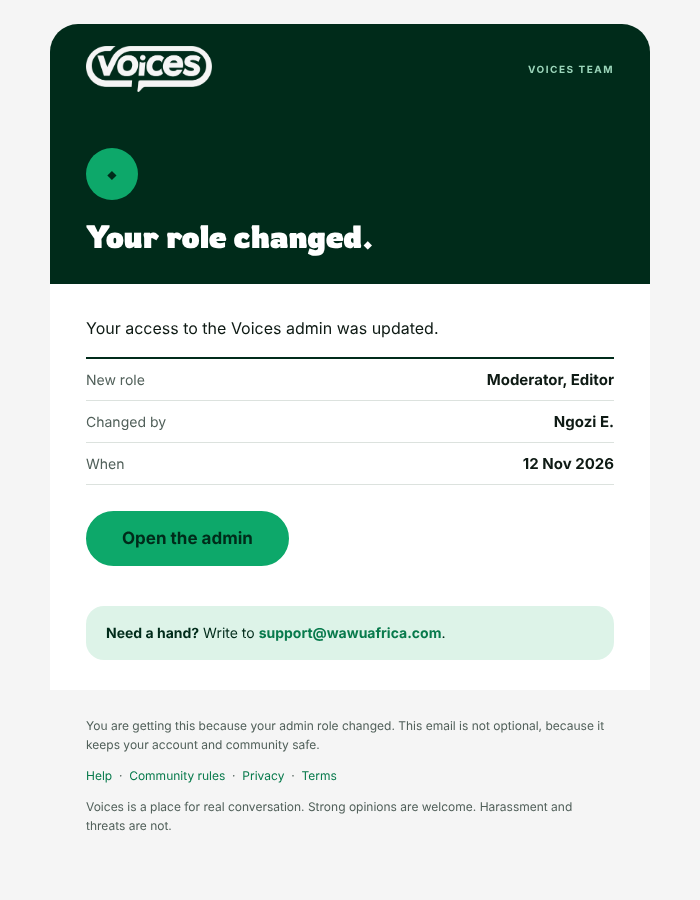 Voices
VOICES TEAM
Your role changed.
Your access to the Voices admin was updated.
New role Moderator, Editor
Changed by Ngozi E.
When 12 Nov 2026
Open the admin
Need a hand? Write to support@wawuafrica.com.
You are getting this because your admin role changed. This email is not optional, because it
keeps your account and community safe.
Help · Community rules · Privacy · Terms
Voices is a place for real conversation. Strong opinions are welcome. Harassment and
threats are not.